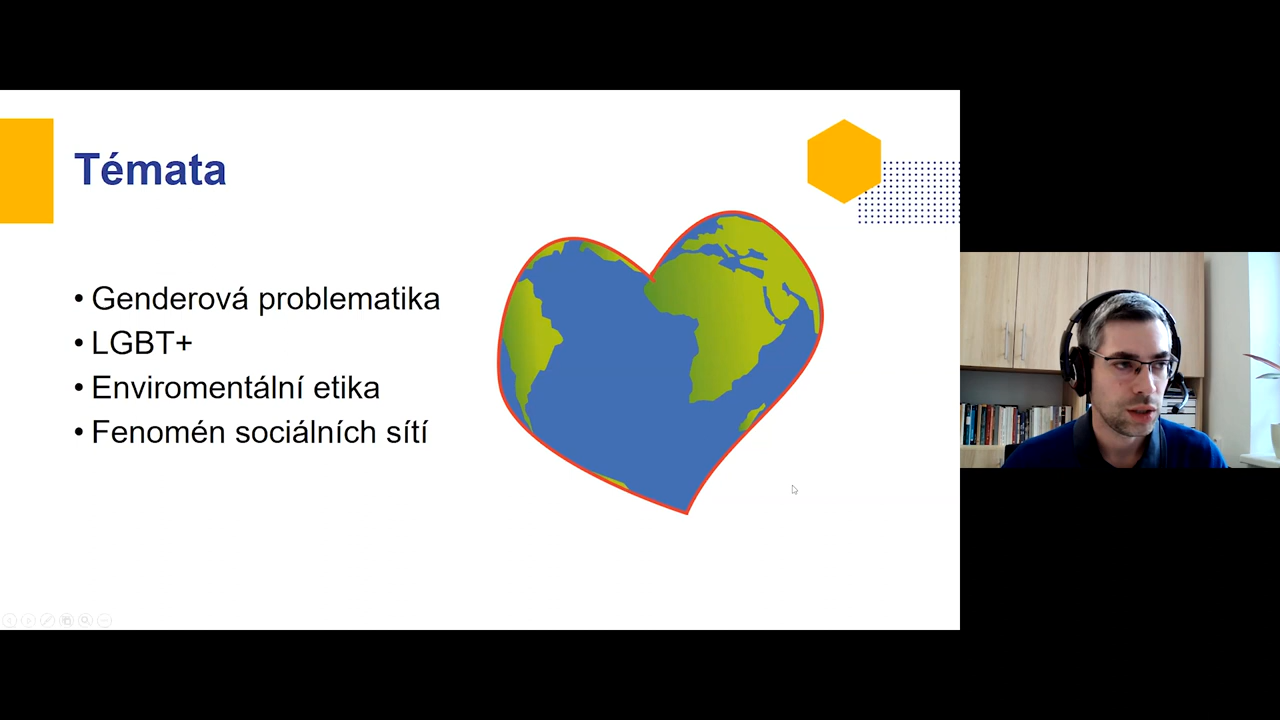 Témata
• Genderová problematika
• LGBT+
• Enviromentální etika
• Fenomén sociálních sítí